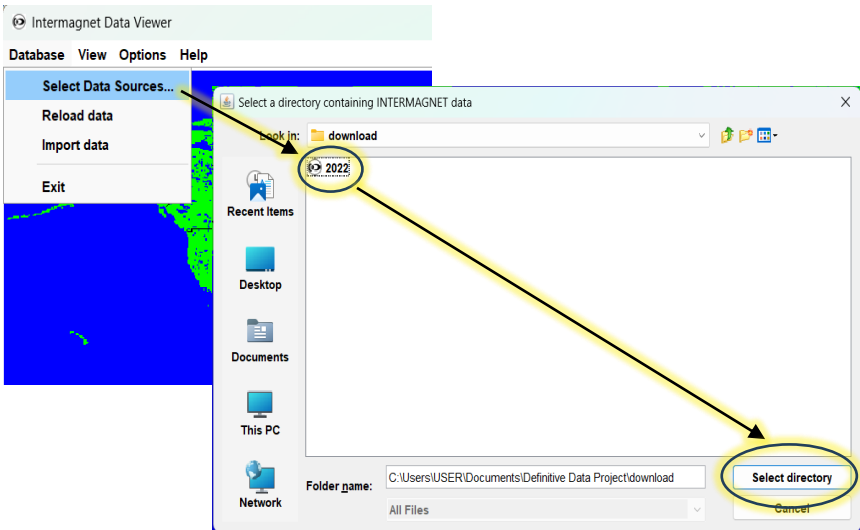 Intermagnet Data Viewer
Database View Options Help
Select Data Sources...
Reload data
Import data
Exit
Select a directory containing INTERMAGNET data
Look in: download
2022
Recent Items
Desktop
Documents
This PC
Network
Folder name: C:\Users\USER\Documents\Definitive Data Project\download
Select directory
All Files
Cancel